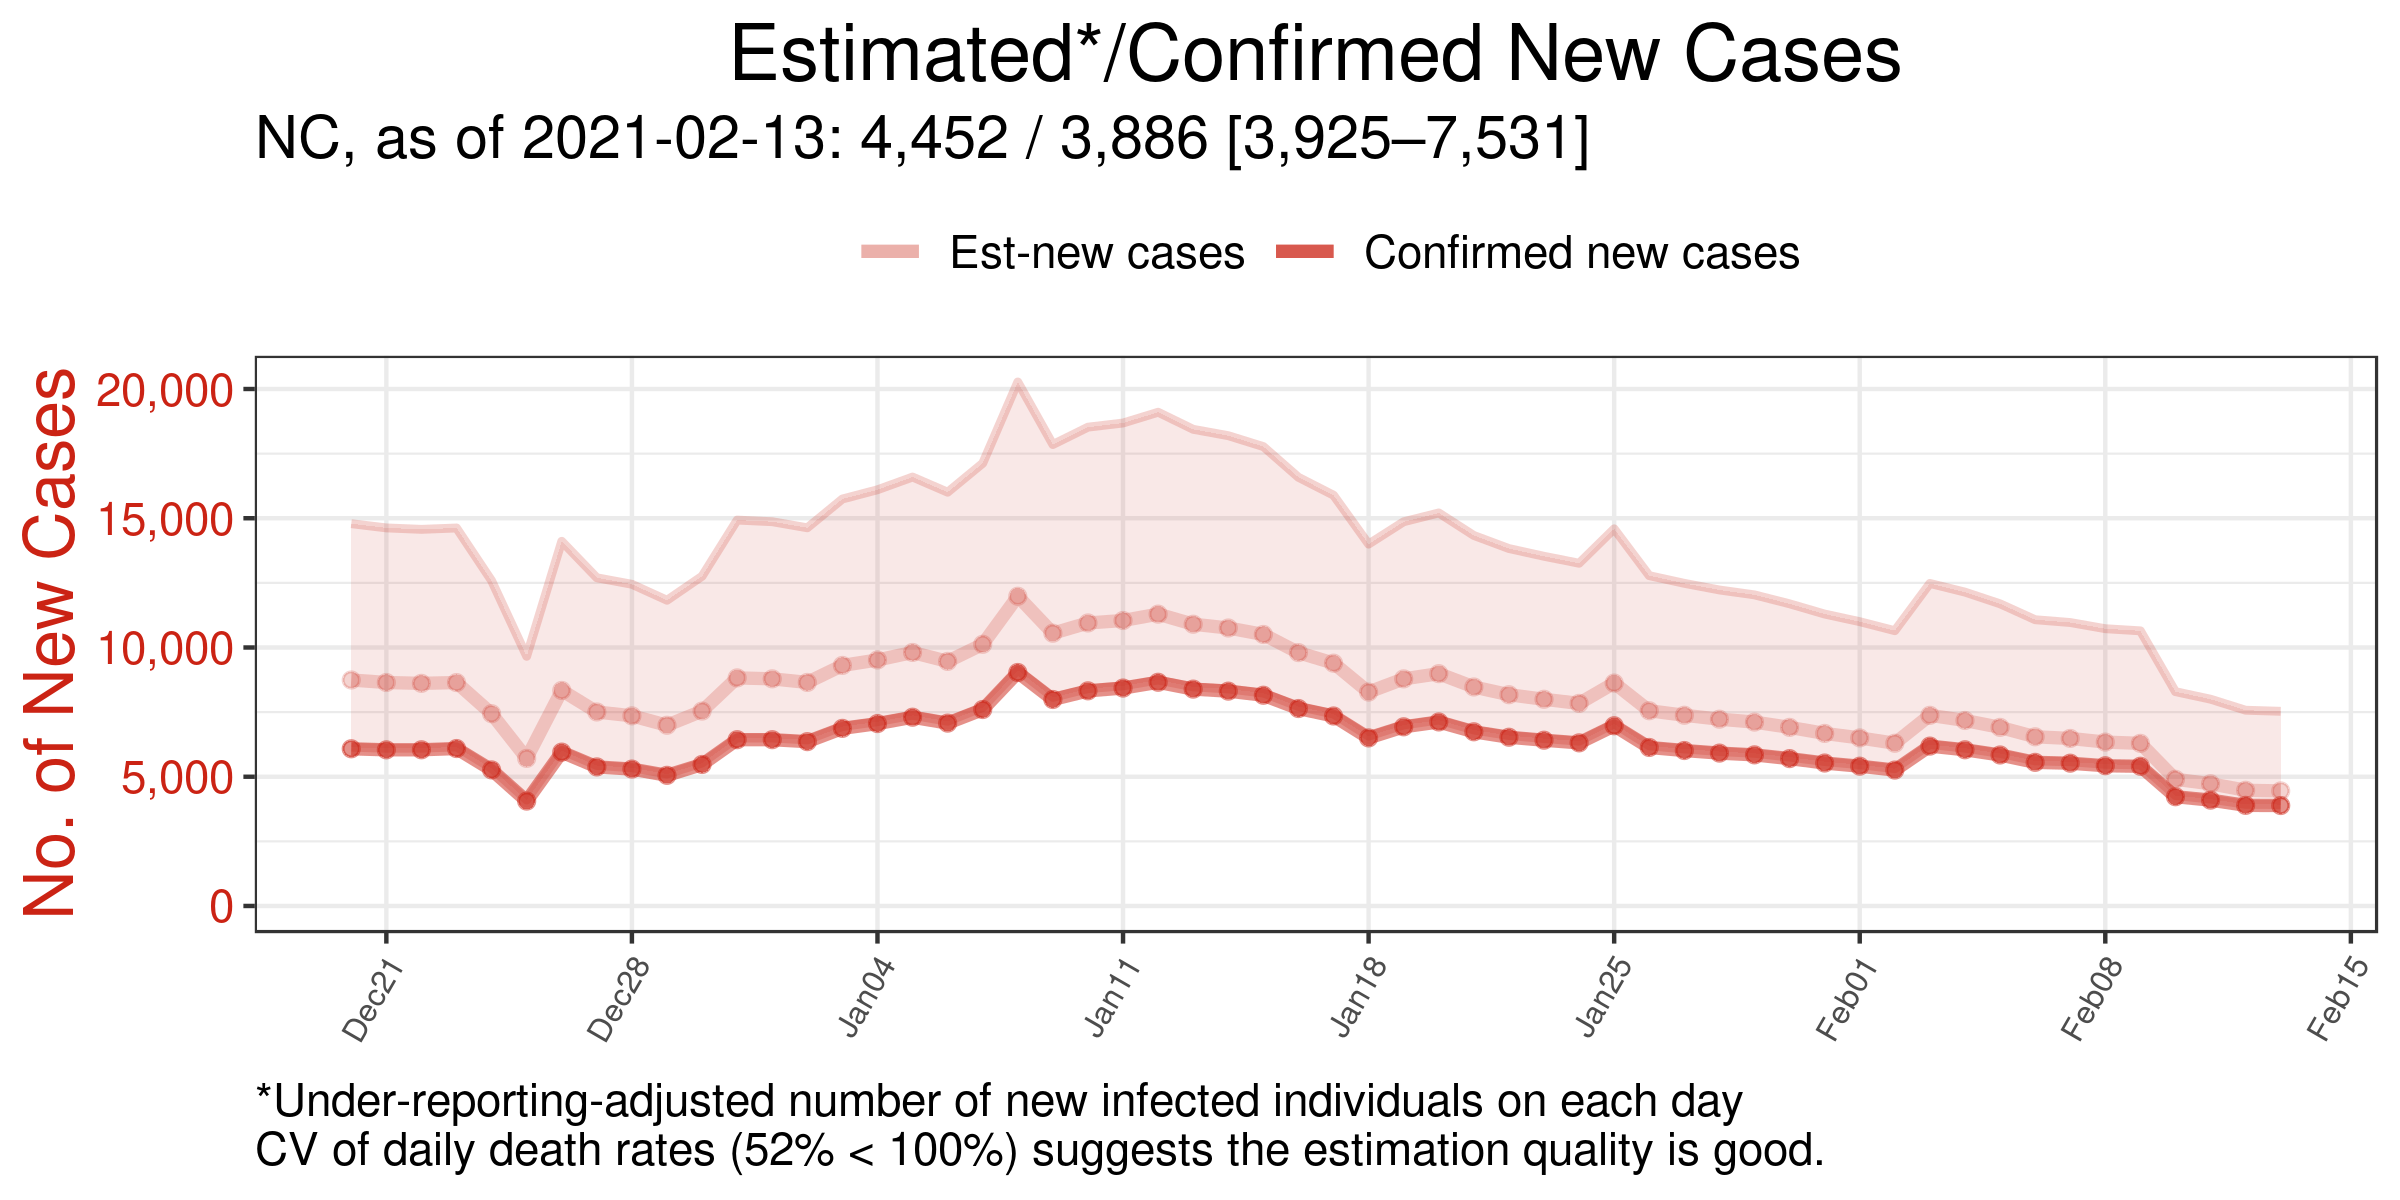 Estimated*/Confirmed New Cases
NC, as of 2021-02-13: 4,452 / 3,886 [3,925–7,531]
Est-new cases
Confirmed new cases
No. of New Cases
20,000
15,000
10,000
5,000
0
Dec21
Dec28
Jan04
Jan11
Jan18
Jan25
Feb01
Feb08
Feb15
*Under-reporting-adjusted number of new infected individuals on each day
CV of daily death rates (52% < 100%) suggests the estimation quality is good.